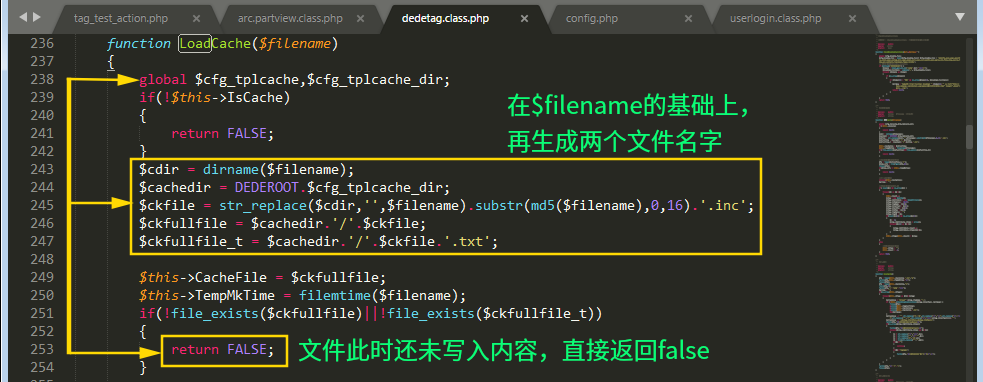 tag_test_action.php × arc.partview.class.php × dedetag.class.php × config.php × userlogin.class.php ×
236 function LoadCache($filename)
237 {
238 global $cfg_tplcache,$cfg_tplcache_dir;
239 if(!$this->IsCache)
240 {
241 return FALSE;
242 }
在$filename的基础上,
再生成两个文件名字
243 $cdir = dirname($filename);
244 $cachedir = DEDEROOT.$cfg_tplcache_dir;
245 $ckfile = str_replace($cdir,'',$filename).substr(md5($filename),0,16).'.inc';
246 $ckfullfile = $cachedir.'/'.$ckfile;
247 $ckfullfile_t = $cachedir.'/'.$ckfile.'.txt';
248
249 $this->CacheFile = $ckfullfile;
250 $this->TempMkTime = filemtime($filename);
251 if(!file_exists($ckfullfile)||!file_exists($ckfullfile_t))
252 {
253 return FALSE; 文件此时还未写入内容，直接返回false
254 }